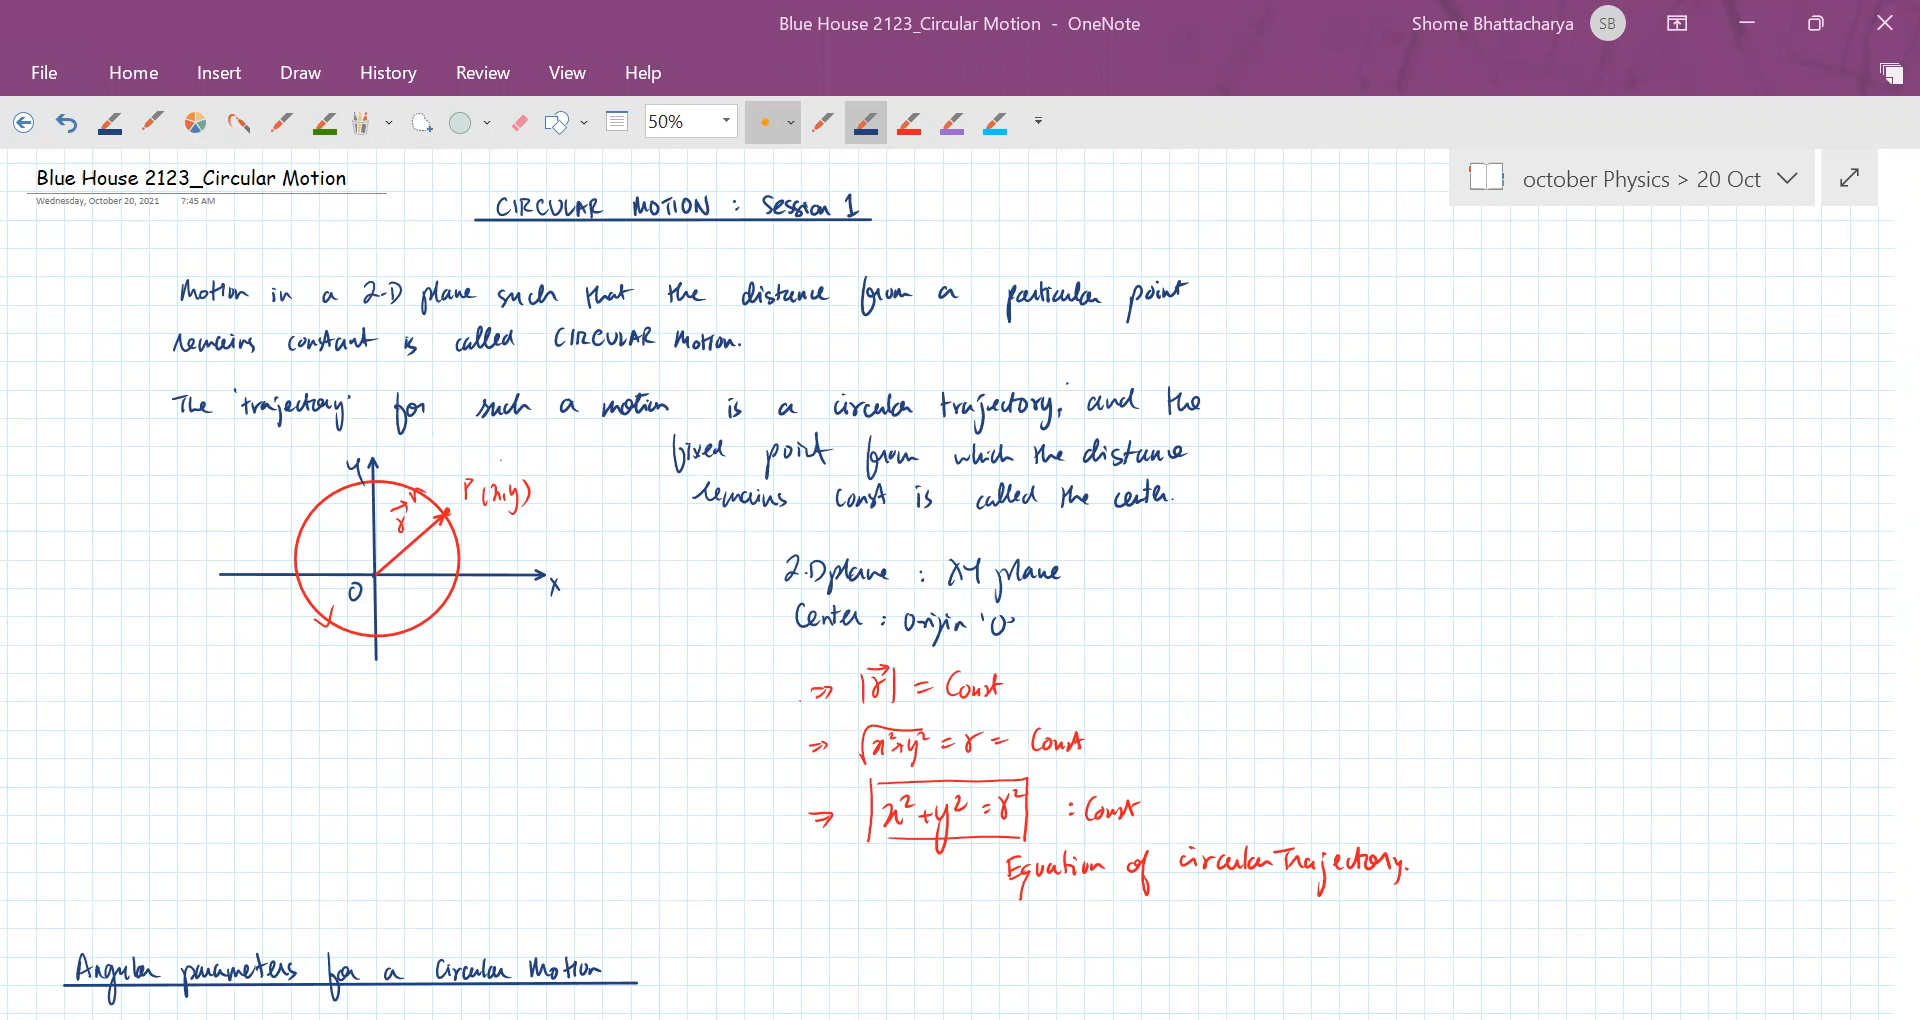 Blue House 2123_Circular Motion - OneNote
Shome Bhattacharya SB
File Home Insert Draw History Review View Help
50%
Blue House 2123_Circular Motion
Wednesday, October 20, 2021 7:45 AM
october Physics > 20 Oct
CIRCULAR MOTION : Session 1
Motion in a 2-D plane such that the distance from a particular point
remains constant is called CIRCULAR Motion.
The 'trajectory' for such a motion is a circular trajectory, and the
fixed point from which the distance
remains const is called the center.
Y
P (x,y)
r⃗
O
X
2-D plane : XY plane
Center : Origin 'O'
⇒ |r⃗| = Const
⇒ √x²+y² = r = Const
⇒ x²+y² = r² : Const
Equation of circular Trajectory.
Angular parameters for a Circular Motion